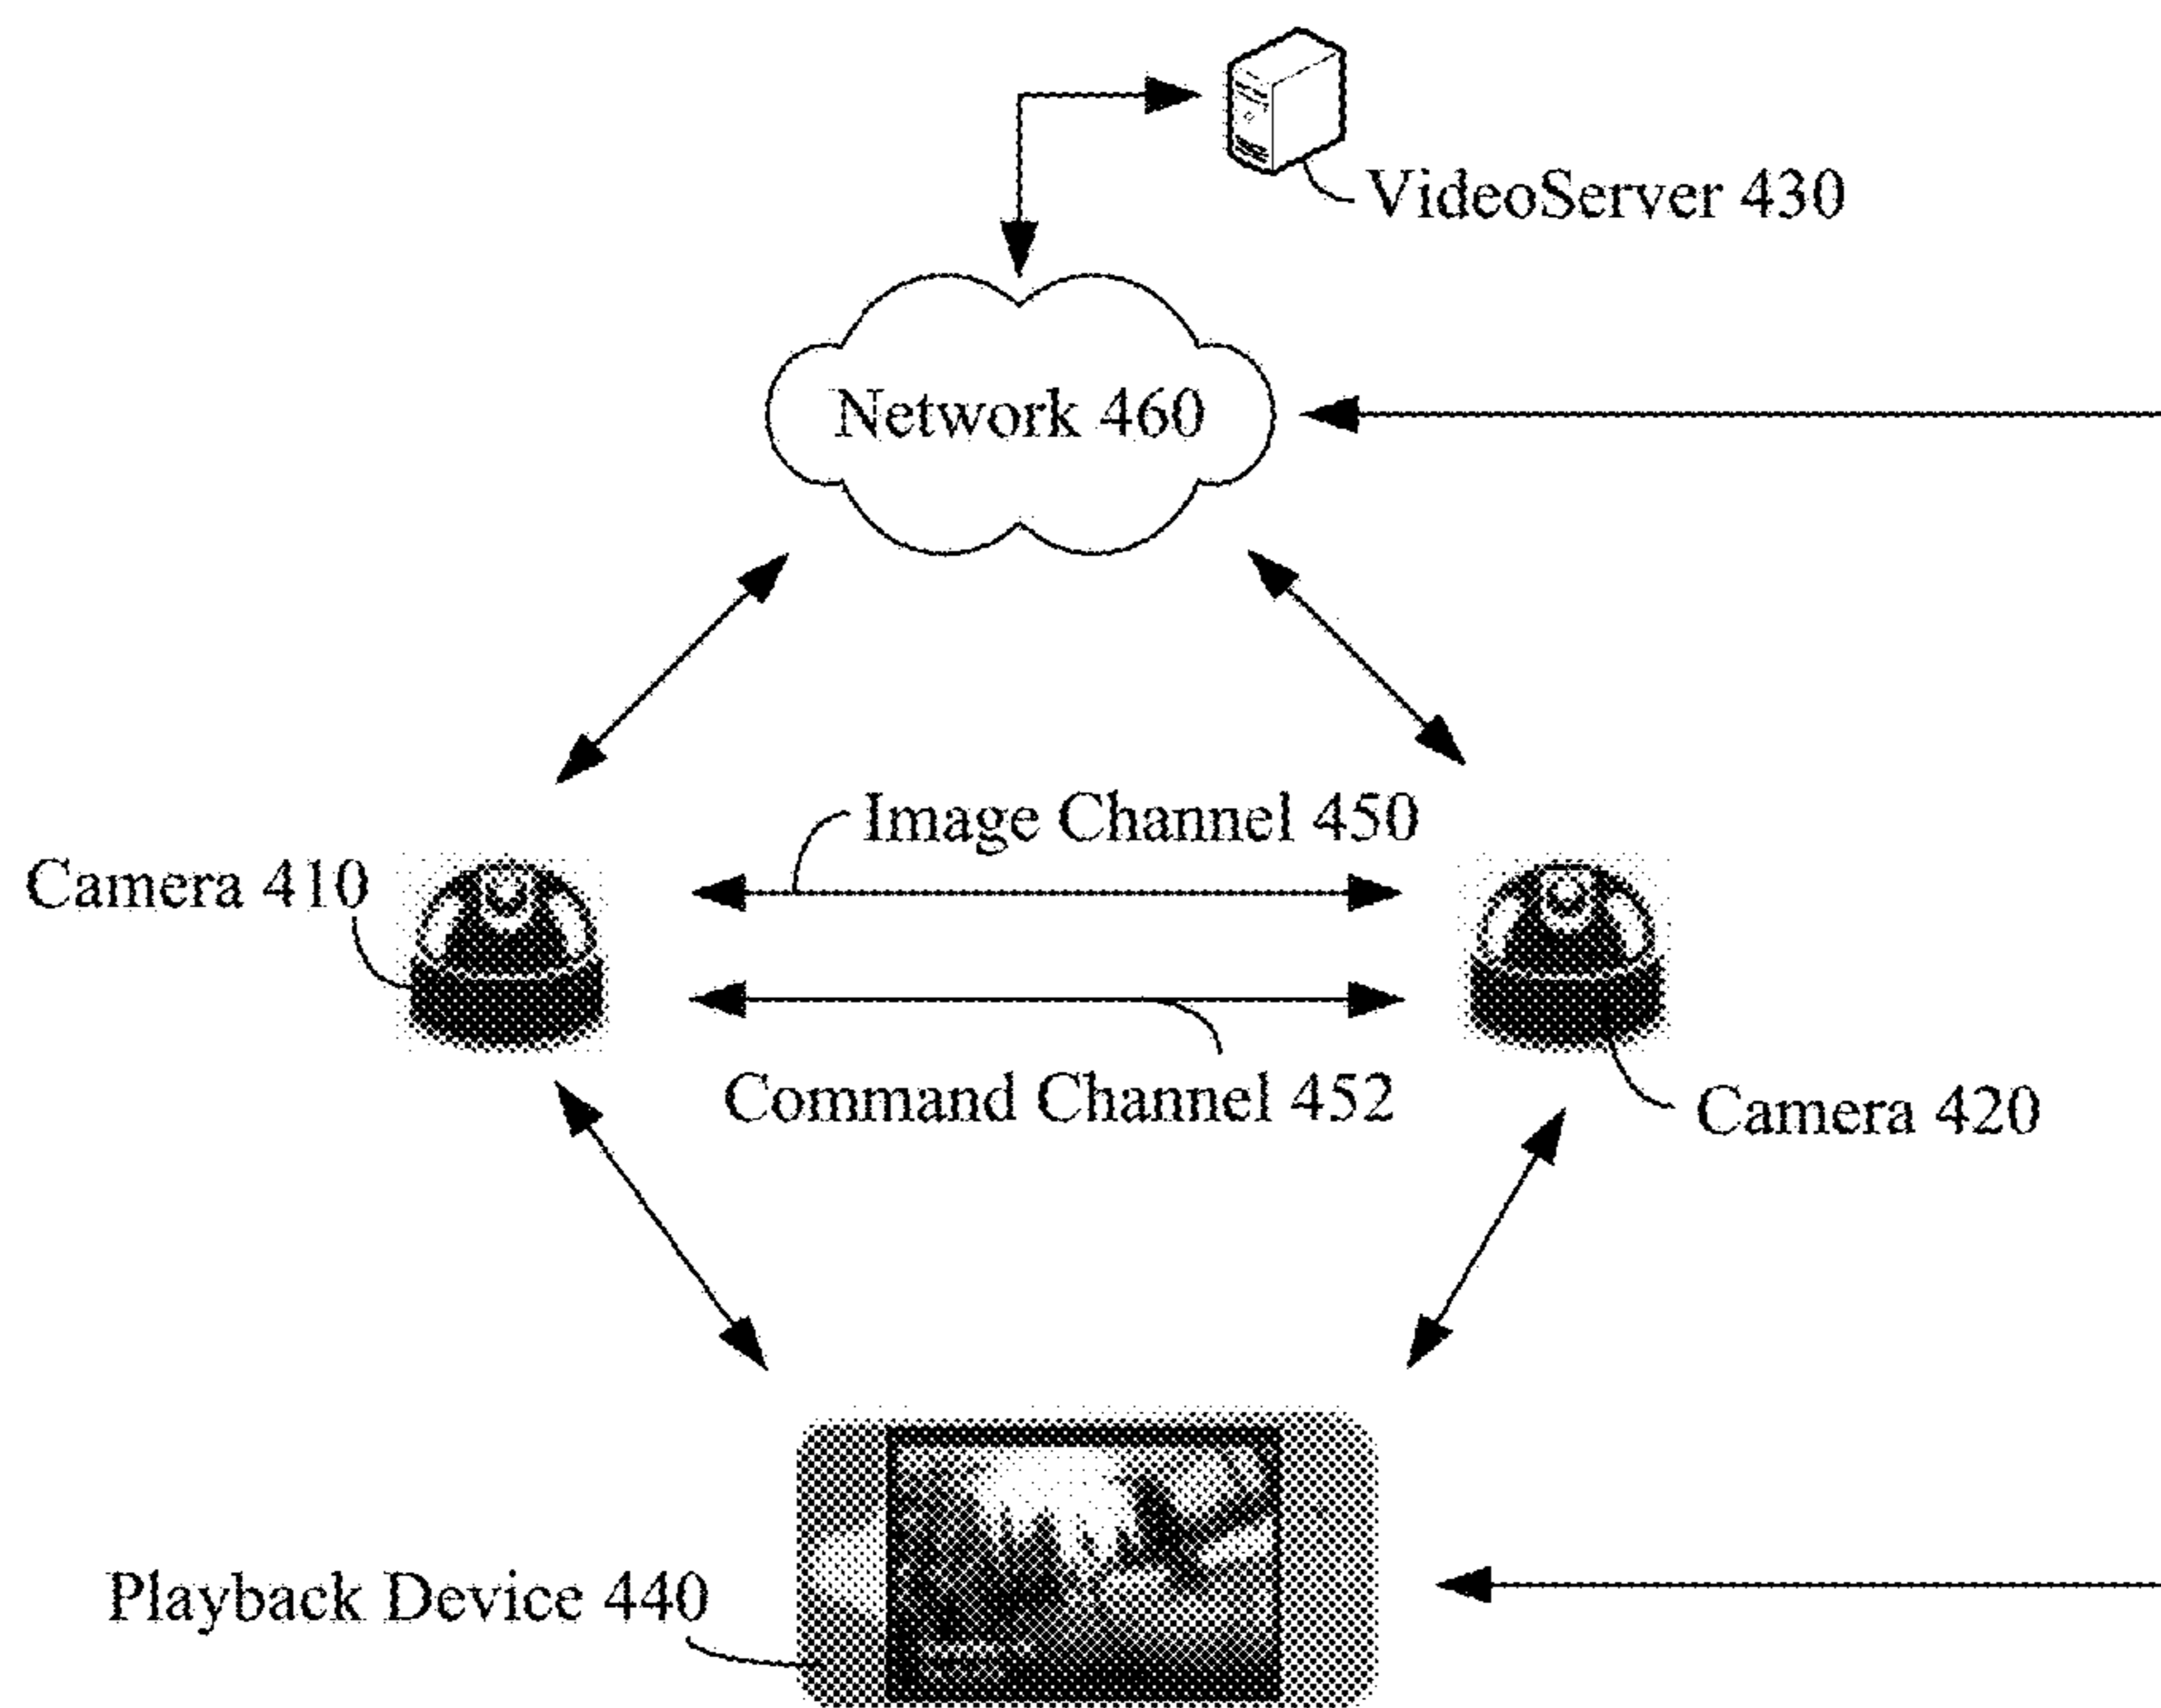 VideoServer 430
Network 460
Image Channel 450
Camera 410
Command Channel 452
Camera 420
Playback Device 440